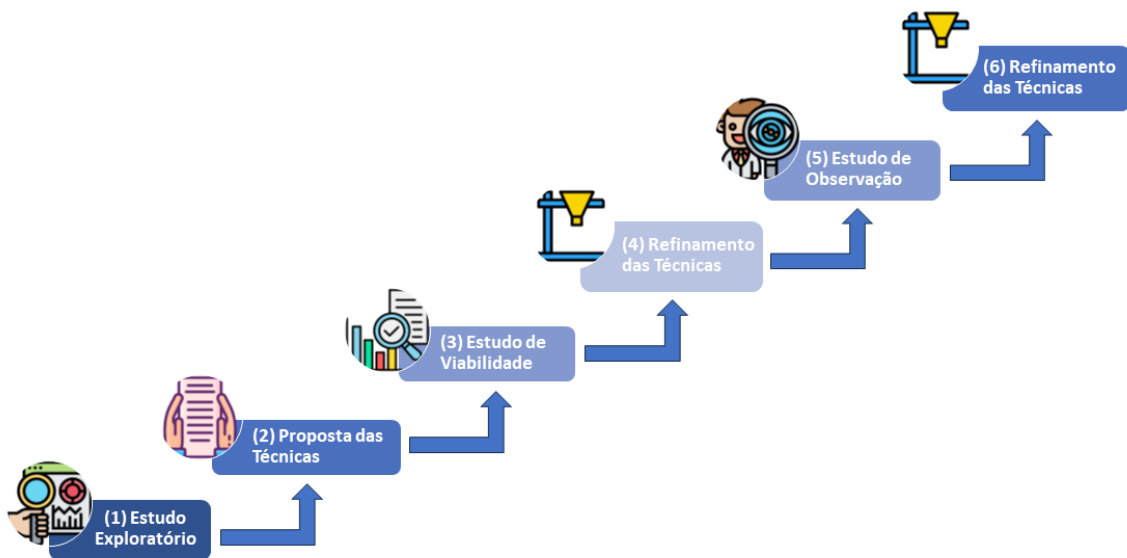 (1) Estudo
Exploratório
(2) Proposta das
Técnicas
(3) Estudo de
Viabilidade
(4) Refinamento
das Técnicas
(5) Estudo de
Observação
(6) Refinamento
das Técnicas